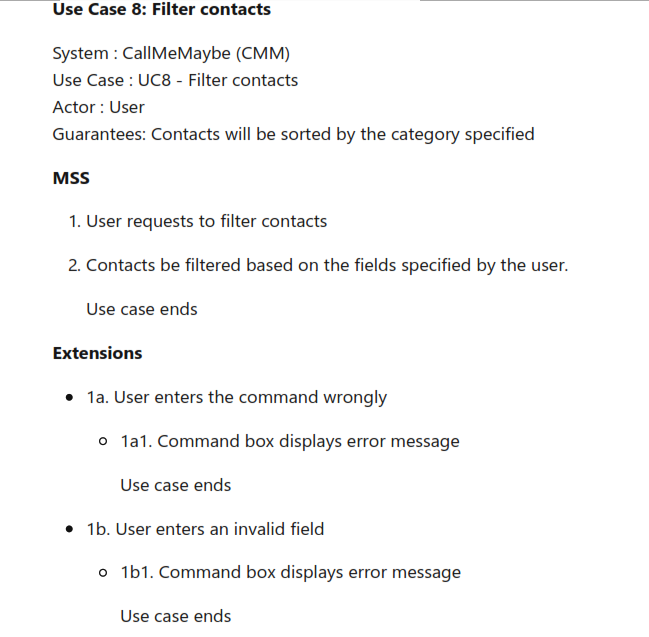 Use Case 8: Filter contacts
System : CallMeMaybe (CMM)
Use Case : UC8 - Filter contacts
Actor : User
Guarantees: Contacts will be sorted by the category specified
MSS
1. User requests to filter contacts
2. Contacts be filtered based on the fields specified by the user.
Use case ends
Extensions
• 1a. User enters the command wrongly
○ 1a1. Command box displays error message
Use case ends
• 1b. User enters an invalid field
○ 1b1. Command box displays error message
Use case ends